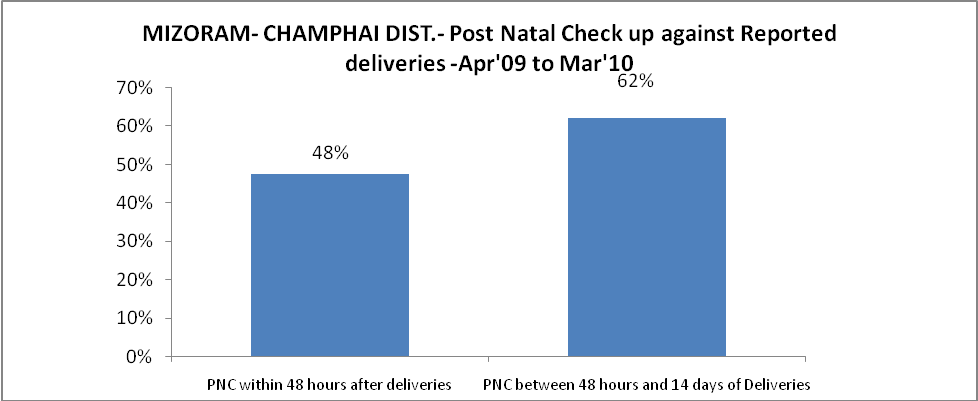 MIZORAM- CHAMPHAI DIST.- Post Natal Check up against Reported
deliveries -Apr'09 to Mar'10
70%
60%
50%
40%
30%
20%
10%
0%
48%
62%
PNC within 48 hours after deliveries
PNC between 48 hours and 14 days of Deliveries